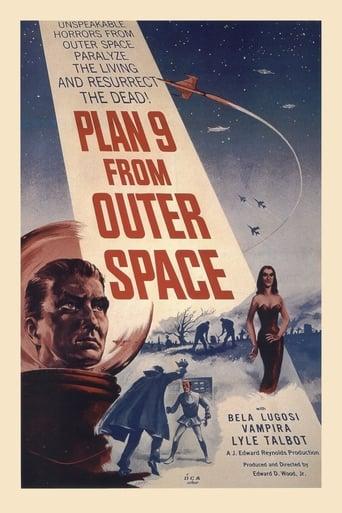 UNSPEAKABLE
HORRORS FROM
OUTER SPACE
PARALYZE
THE LIVING
AND RESURRECT
THE DEAD!
PLAN 9
FROM
OUTER
SPACE
with
BELA LUGOSI
VAMPIRA
LYLE TALBOT
A J. Edward Reynolds Production
Produced and Directed by
Edward D. Wood, Jr.
DCA